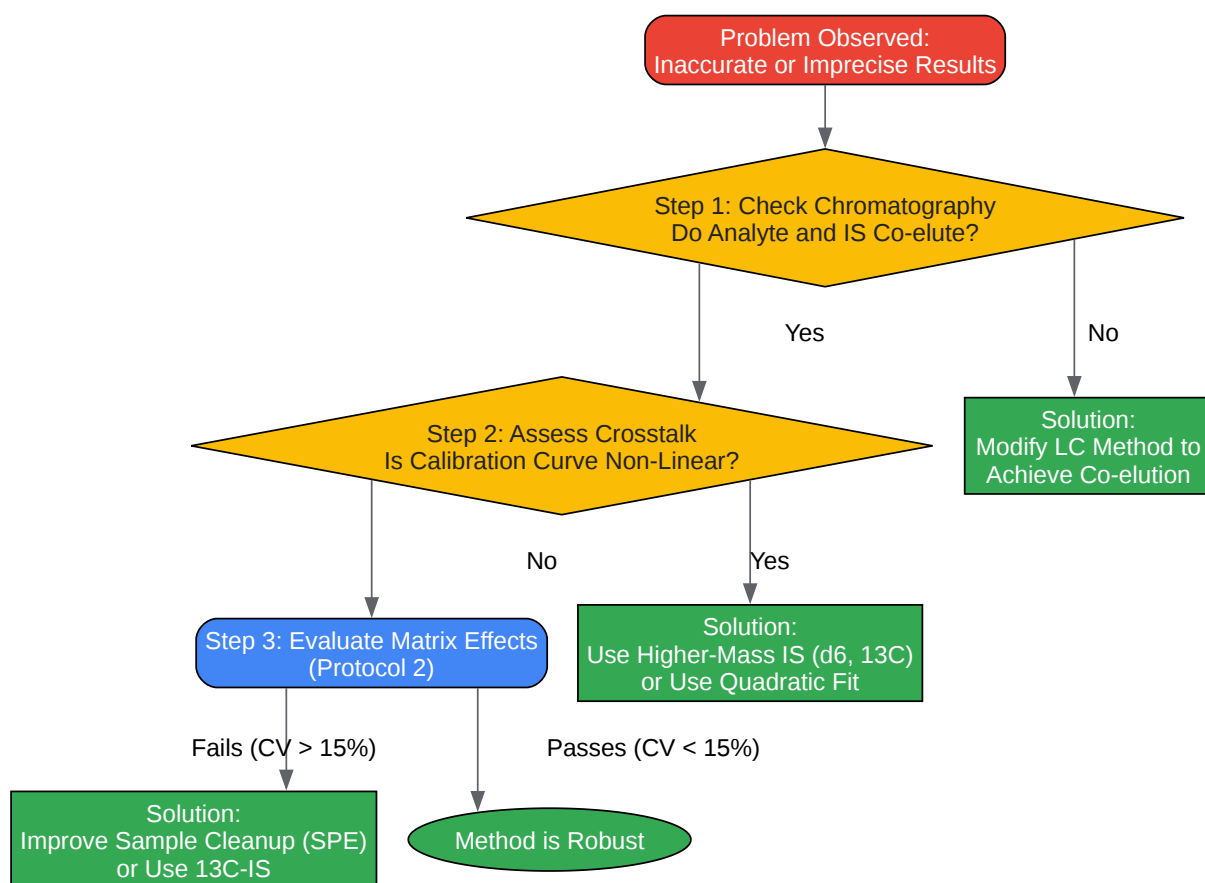 Problem Observed:
Inaccurate or Imprecise Results
Step 1: Check Chromatography
Do Analyte and IS Co-elute?
Yes
No
Step 2: Assess Crosstalk
Is Calibration Curve Non-Linear?
Solution:
Modify LC Method to
Achieve Co-elution
No
Yes
Step 3: Evaluate Matrix Effects
(Protocol 2)
Solution:
Use Higher-Mass IS (d6, 13C)
or Use Quadratic Fit
Fails (CV > 15%)
Passes (CV < 15%)
Solution:
Improve Sample Cleanup (SPE)
or Use 13C-IS
Method is Robust